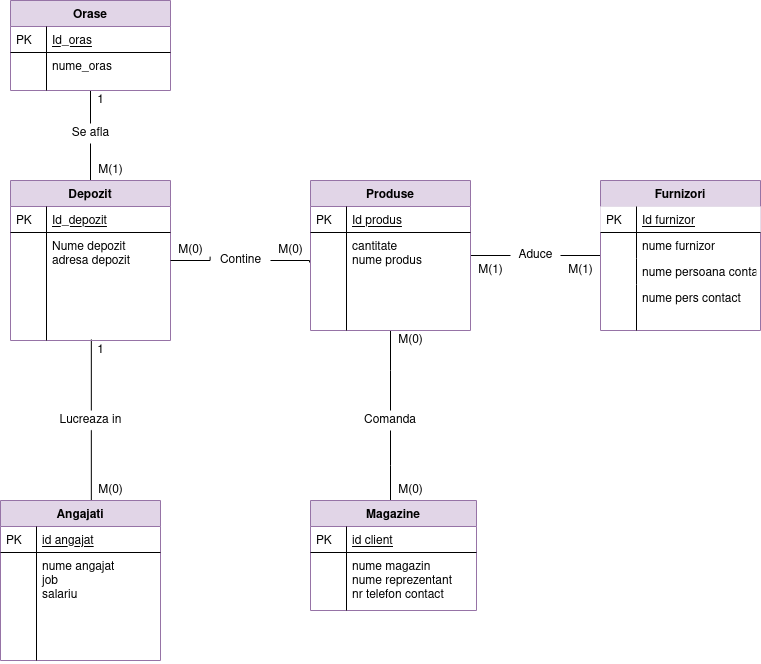 Orase
PK Id_oras
nume_oras
1
Se afla
M(1)
Depozit
PK Id_depozit
Nume depozit
adresa depozit
M(0) Contine M(0)
Produse
PK Id produs
cantitate
nume produs
M(1) Aduce M(1)
Furnizori
PK Id furnizor
nume furnizor
nume persoana conta
nume pers contact
1
Lucreaza in
M(0)
M(0)
Comanda
M(0)
Angajati
PK id angajat
nume angajat
job
salariu
Magazine
PK id client
nume magazin
nume reprezentant
nr telefon contact